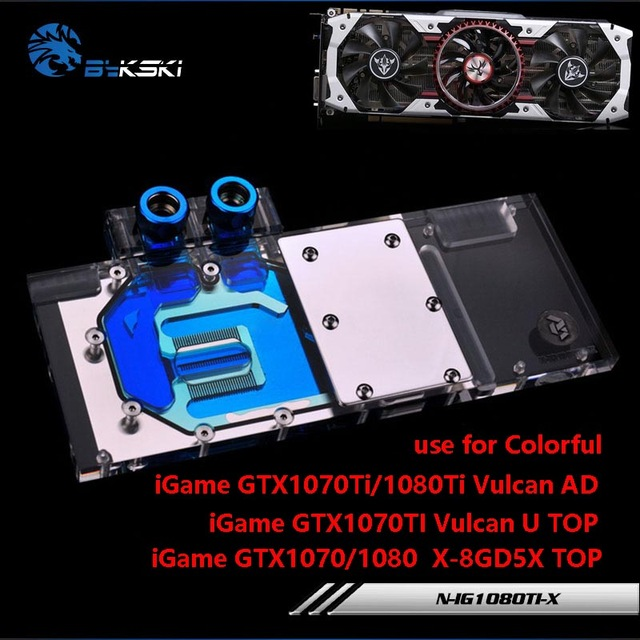 BYKSKI
use for Colorful
iGame GTX1070Ti/1080Ti Vulcan AD
iGame GTX1070TI Vulcan U TOP
iGame GTX1070/1080 X-8GD5X TOP
N-IG1080TI-X